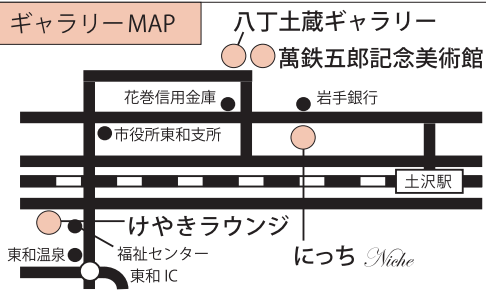 ギャラリーMAP
八丁土蔵ギャラリー
萬鉄五郎記念美術館
花巻信用金庫
岩手銀行
市役所東和支所
土沢駅
けやきラウンジ
東和温泉
福祉センター
にっち Niche
東和IC